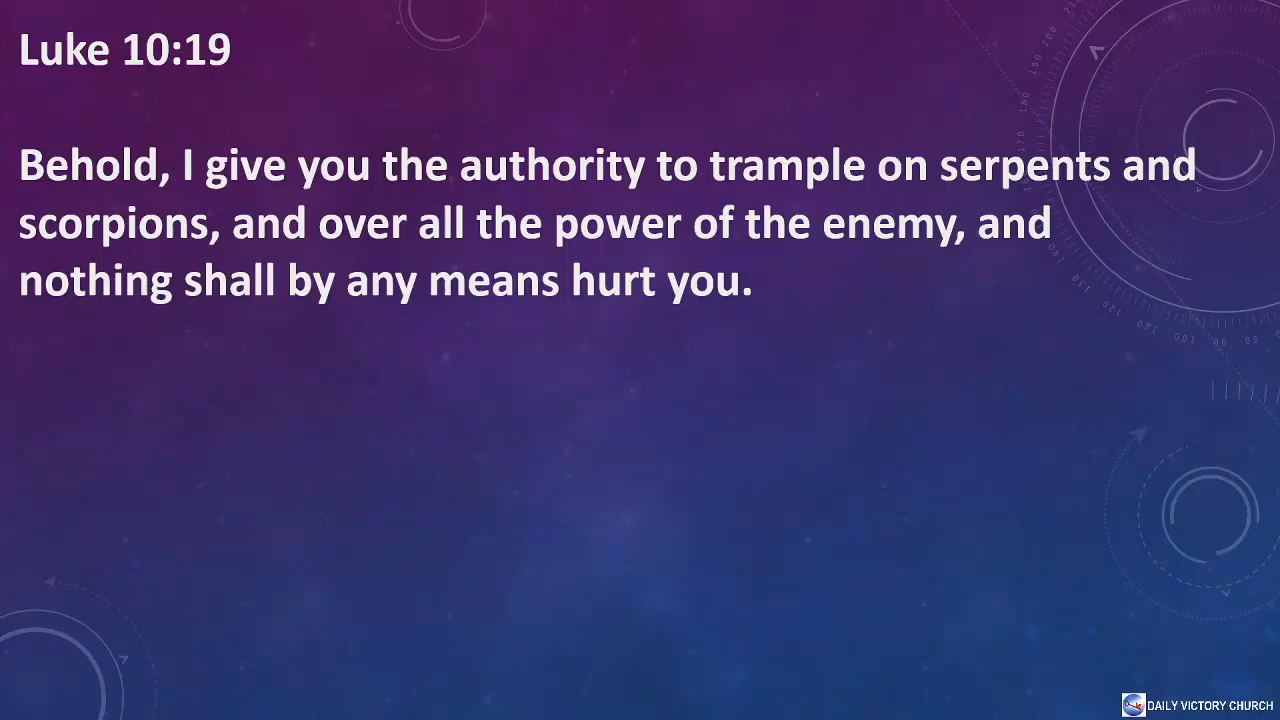 Luke 10:19
Behold, I give you the authority to trample on serpents and
scorpions, and over all the power of the enemy, and
nothing shall by any means hurt you.
DAILY VICTORY CHURCH